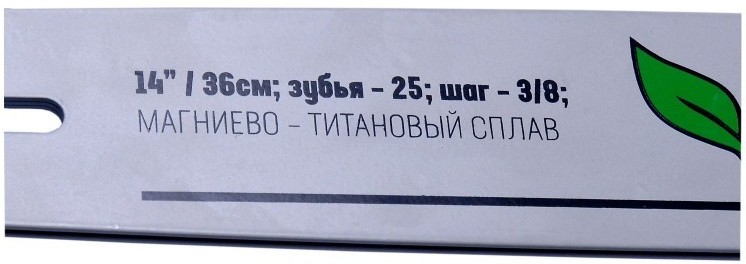 14” / 36см; зубья – 25; шаг – 3/8;
МАГНИЕВО – ТИТАНОВЫЙ СПЛАВ